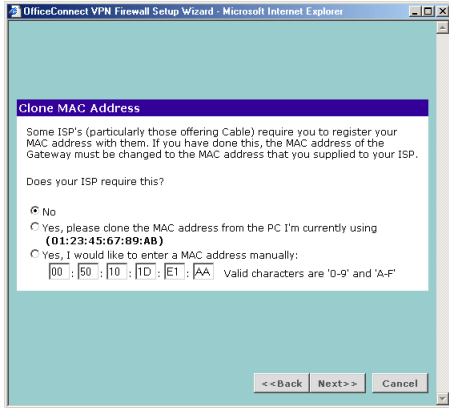 OfficeConnect VPN Firewall Setup Wizard - Microsoft Internet Explorer
Clone MAC Address
Some ISP's (particularly those offering Cable) require you to register your
MAC address with them. If you have done this, the MAC address of the
Gateway must be changed to the MAC address that you supplied to your ISP.
Does your ISP require this?
No
Yes, please clone the MAC address from the PC I'm currently using
(01:23:45:67:89:AB)
Yes, I would like to enter a MAC address manually:
00 : 50 : 10 : 1D : E1 : AA Valid characters are '0-9' and 'A-F'
<<Back Next>> Cancel